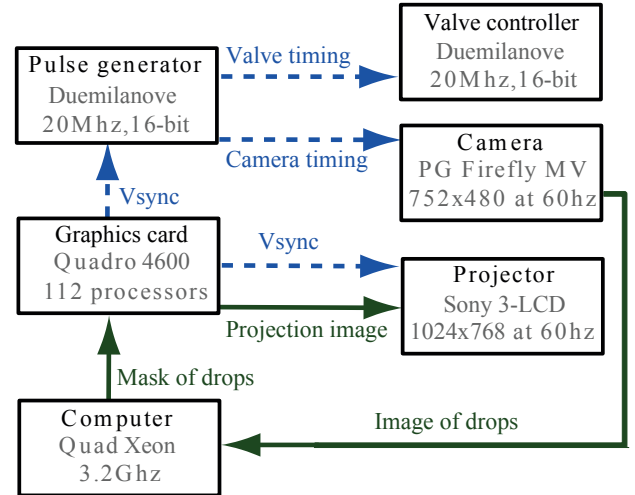 Valve controller
Duemilanove
20Mhz,16-bit
Valve timing
Pulse generator
Duemilanove
20Mhz,16-bit
Camera timing
Camera
PG Firefly MV
752x480 at 60hz
Vsync
Graphics card
Quadro 4600
112 processors
Vsync
Projector
Sony 3-LCD
1024x768 at 60hz
Projection image
Mask of drops
Computer
Quad Xeon
3.2Ghz
Image of drops